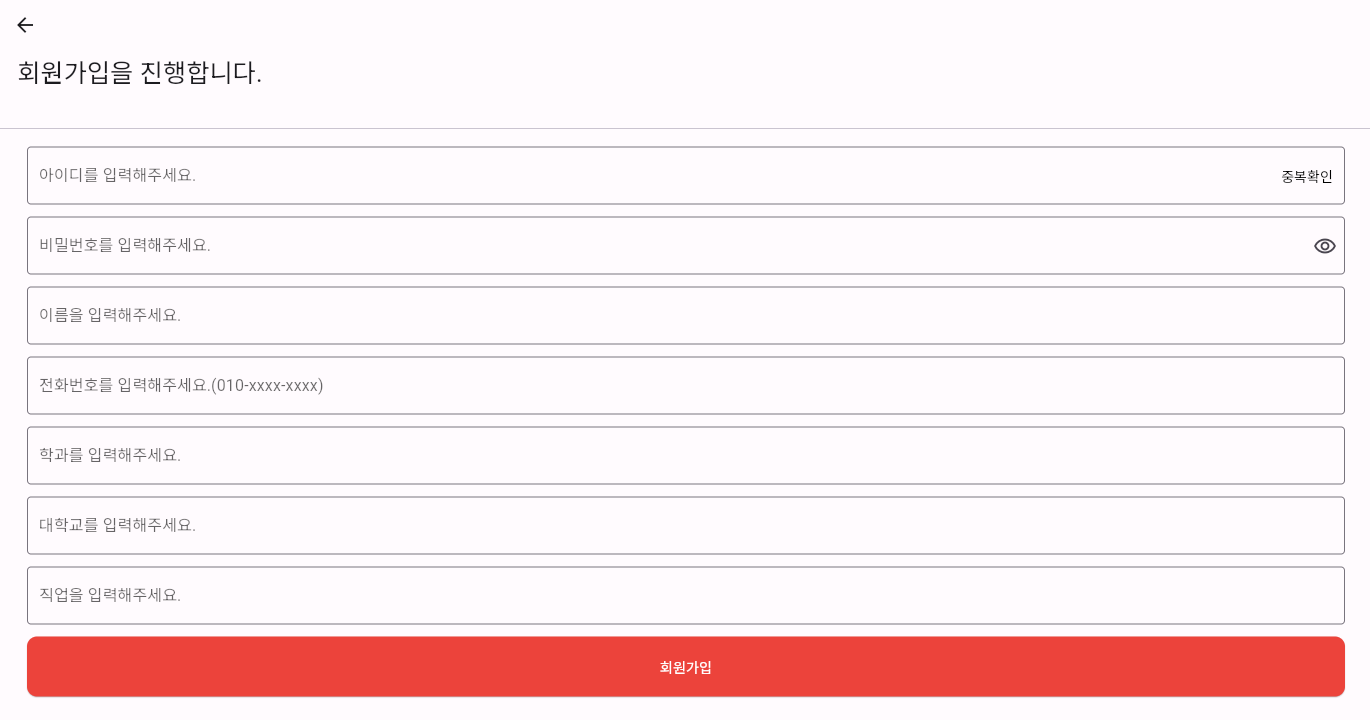 회원가입을 진행합니다.
아이디를 입력해주세요.
중복확인
비밀번호를 입력해주세요.
이름을 입력해주세요.
전화번호를 입력해주세요.(010-xxxx-xxxx)
학과를 입력해주세요.
대학교를 입력해주세요.
직업을 입력해주세요.
회원가입